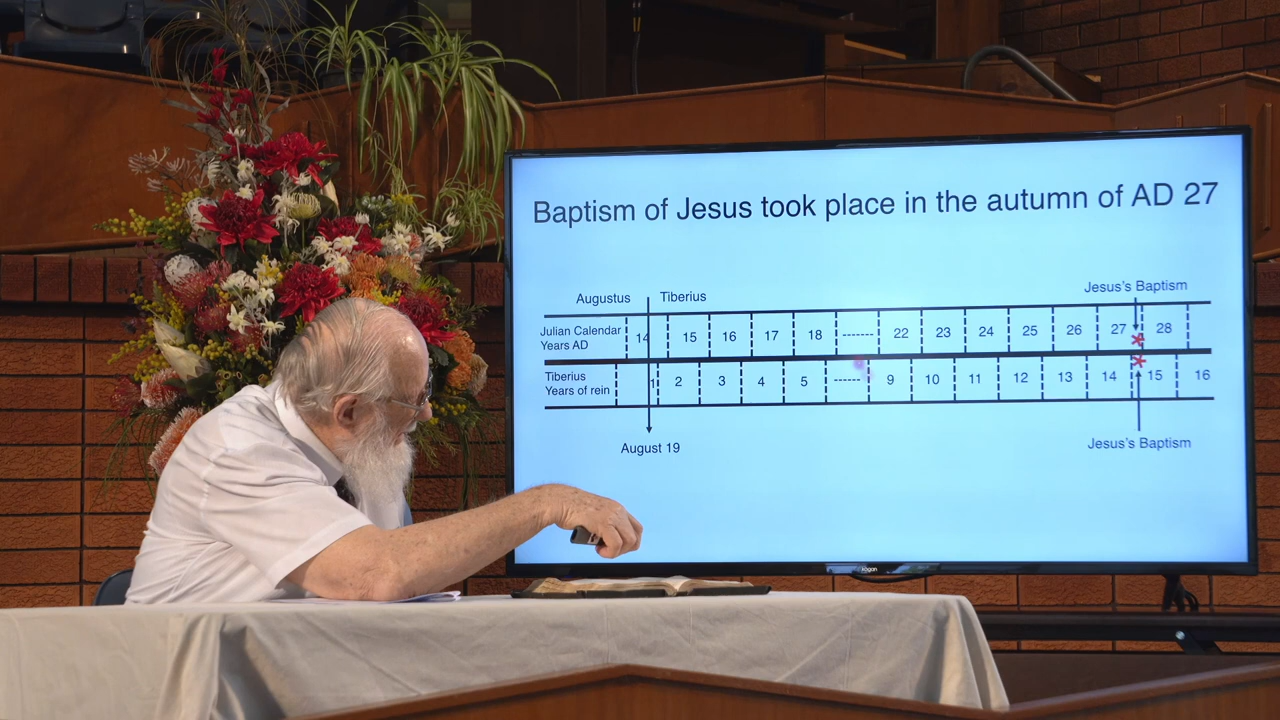 Baptism of Jesus took place in the autumn of AD 27
Augustus Tiberius Jesus's Baptism
Julian Calendar Years AD 14 15 16 17 18 ------- 22 23 24 25 26 27 28
Tiberius Years of rein 1 2 3 4 5 ------ 9 10 11 12 13 14 15 16
August 19 Jesus's Baptism
kogan